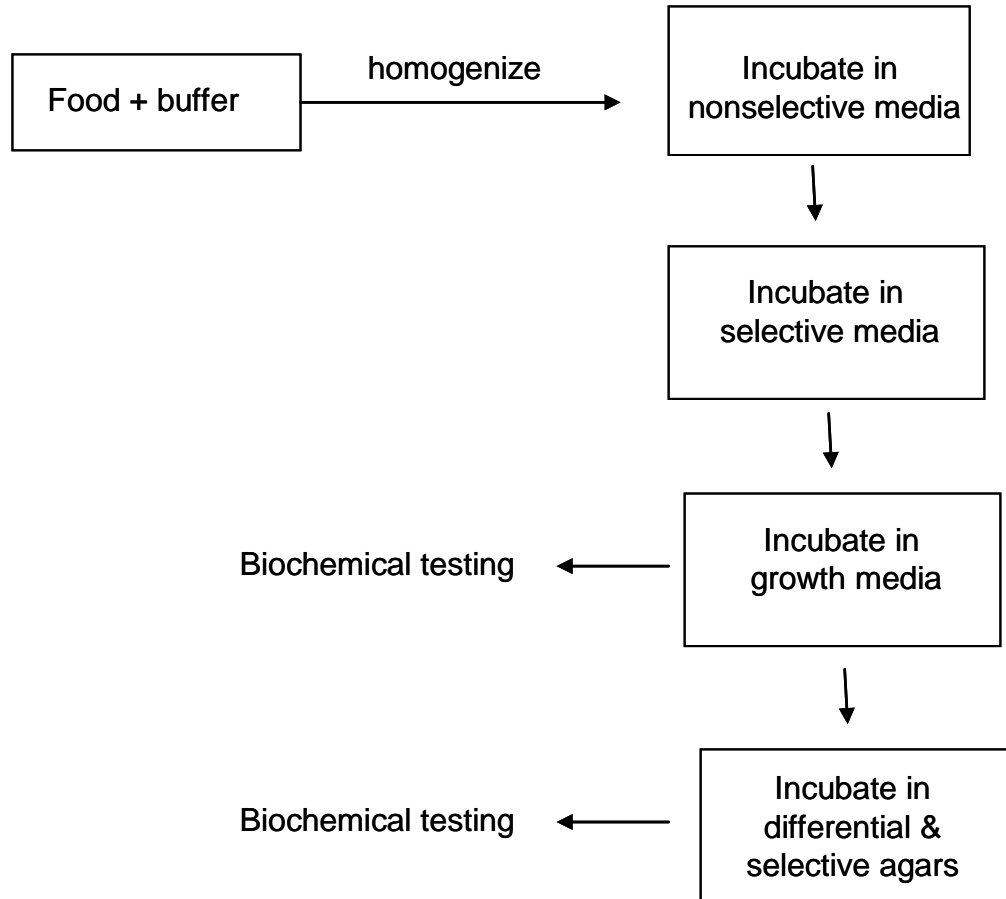 Food + buffer
homogenize
Incubate in
nonselective media
Incubate in
selective media
Incubate in
growth media
Biochemical testing
Incubate in
differential &
selective agars
Biochemical testing